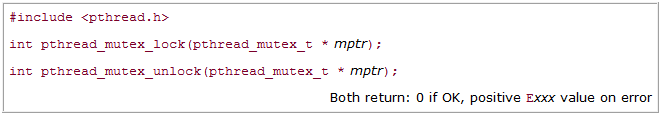 #include <pthread.h>
int pthread_mutex_lock(pthread_mutex_t * mptr);
int pthread_mutex_unlock(pthread_mutex_t * mptr);
Both return: 0 if OK, positive Exxx value on error